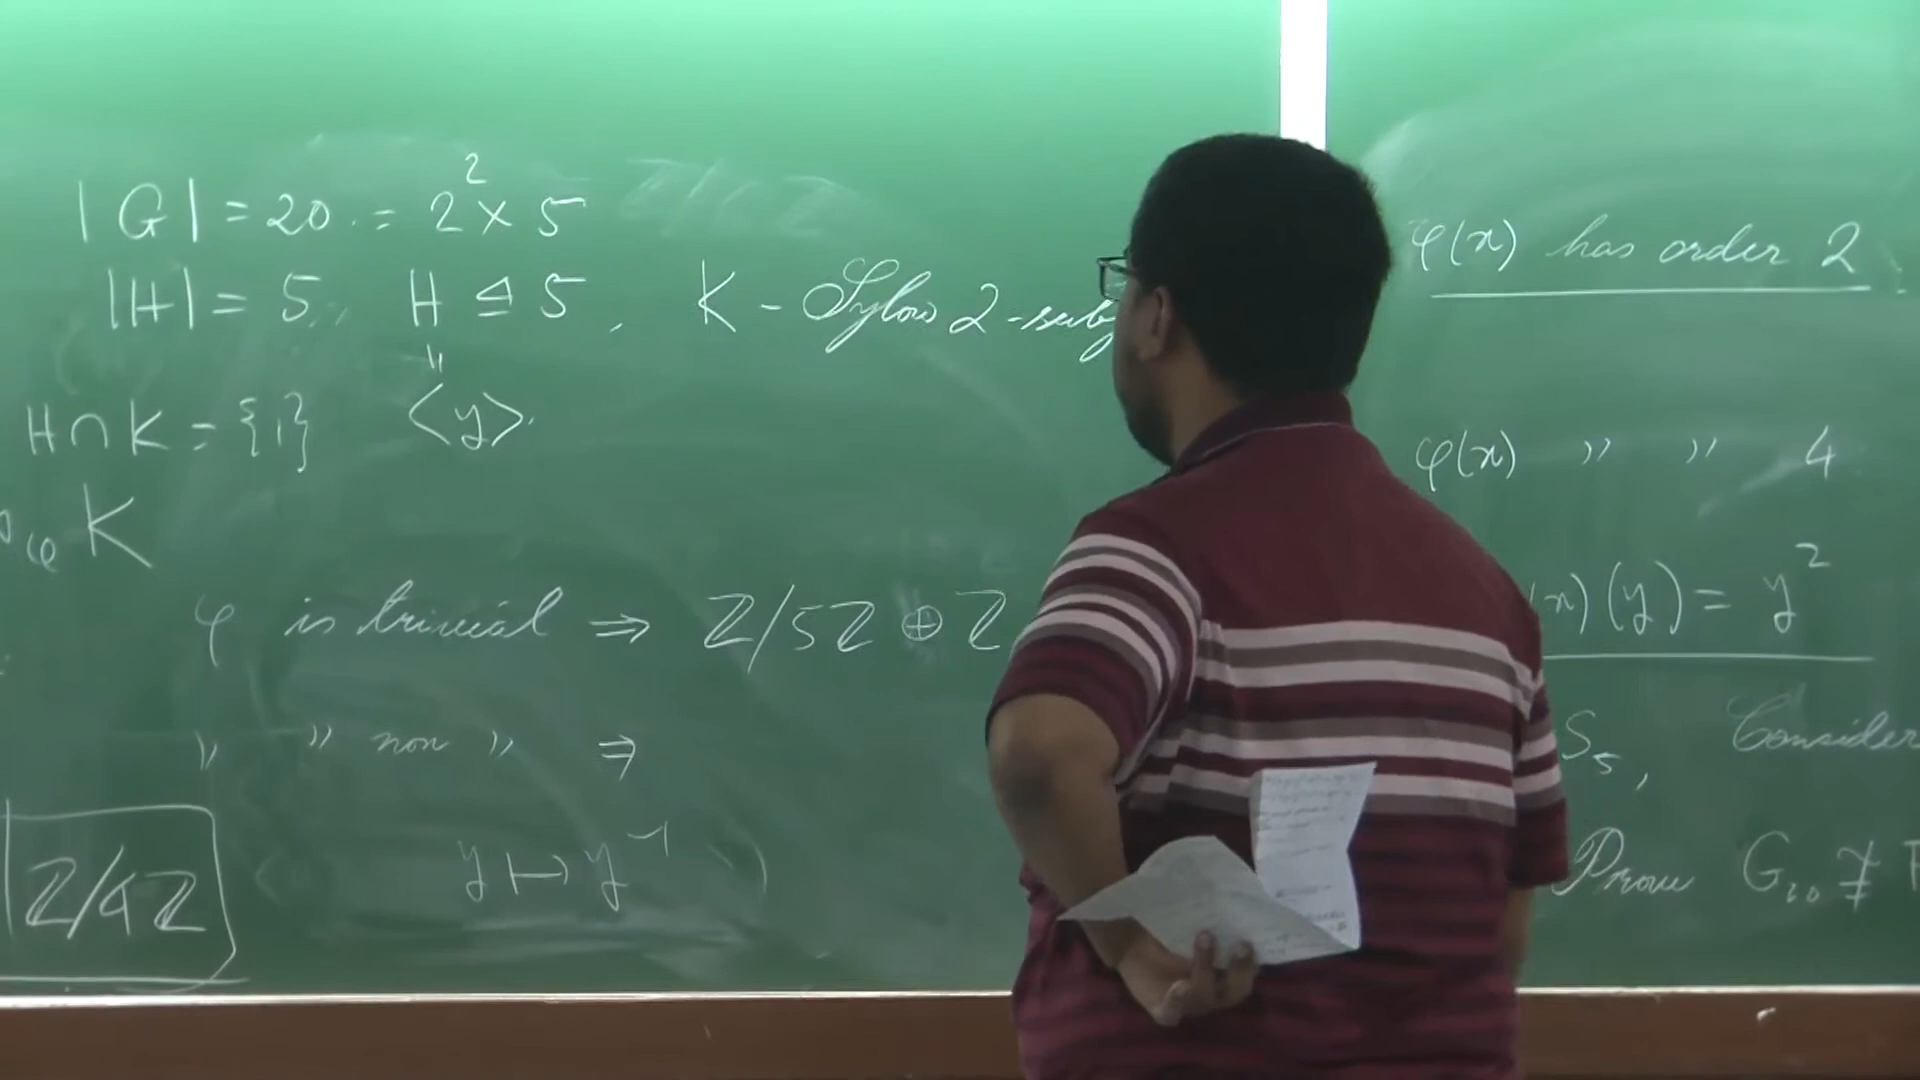 |G| = 20 = 2² × 5
|H| = 5, H ⊴ 5, K - Sylow 2-subg
"
H ∩ K = {1} <y>.
φ K
φ is trivial ⇒ Z/5Z ⊕ Z
" " non " ⇒
Z/4Z
y ↦ y⁻¹ )
φ(x) has order 2
φ(x) " " 4
(x)(y) = y²
S₅, Consider
Prove G₂₀ ≇